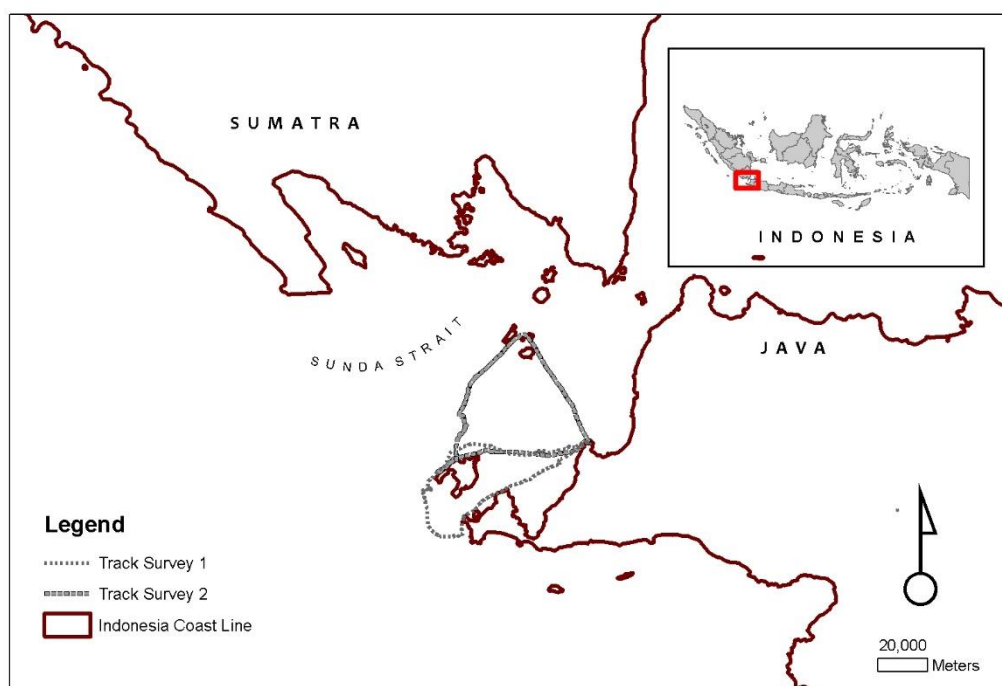 SUMATRA
INDONESIA
SUNDA STRAIT
JAVA
Legend
Track Survey 1
Track Survey 2
Indonesia Coast Line
20,000
Meters